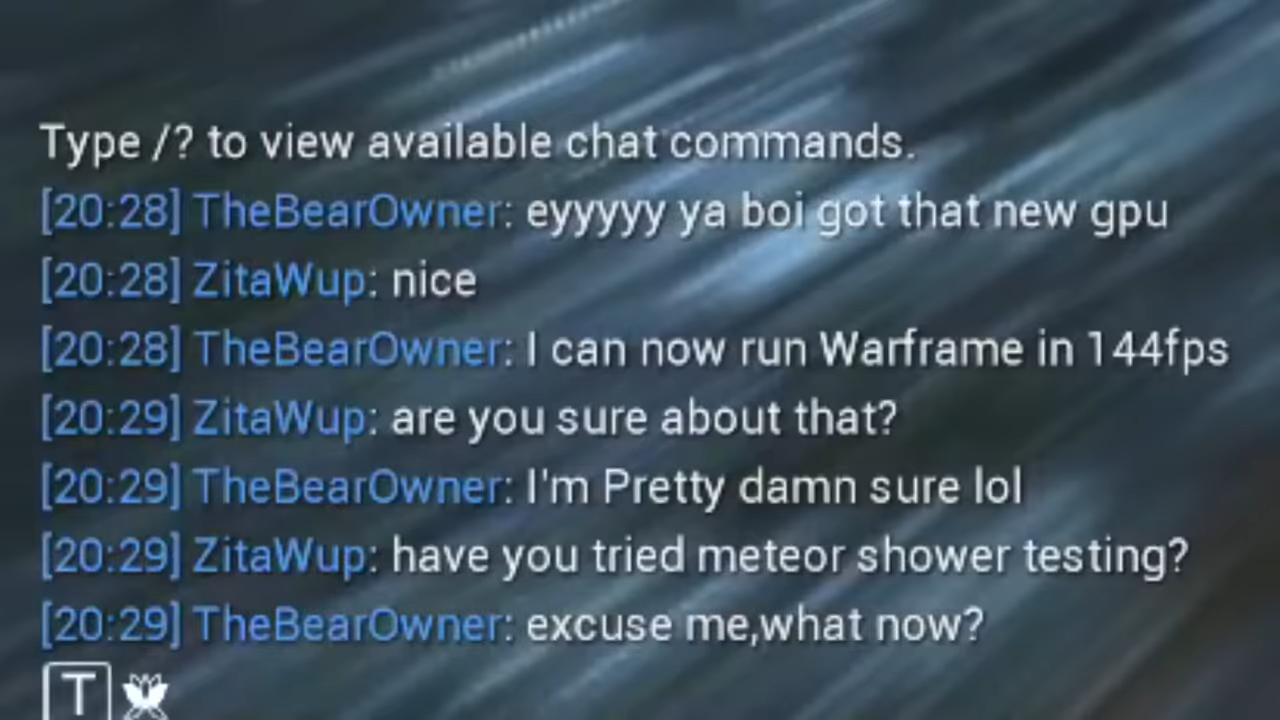 Type /? to view available chat commands.
[20:28] TheBearOwner: eyyyyy ya boi got that new gpu
[20:28] ZitaWup: nice
[20:28] TheBearOwner: I can now run Warframe in 144fps
[20:29] ZitaWup: are you sure about that?
[20:29] TheBearOwner: I'm Pretty damn sure lol
[20:29] ZitaWup: have you tried meteor shower testing?
[20:29] TheBearOwner: excuse me,what now?
T